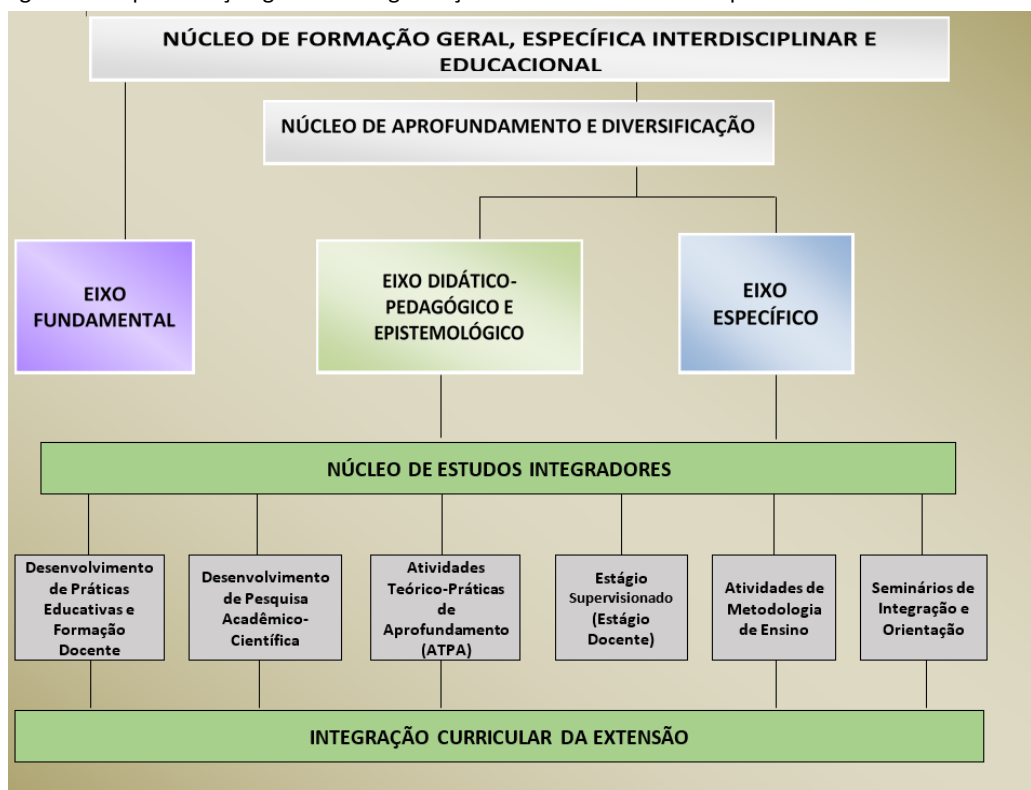 NÚCLEO DE FORMAÇÃO GERAL, ESPECÍFICA INTERDISCIPLINAR E
EDUCACIONAL
NÚCLEO DE APROFUNDAMENTO E DIVERSIFICAÇÃO
EIXO
FUNDAMENTAL
EIXO DIDÁTICO-
PEDAGÓGICO E
EPISTEMOLÓGICO
EIXO
ESPECÍFICO
NÚCLEO DE ESTUDOS INTEGRADORES
Desenvolvimento
de Práticas
Educativas e
Formação
Docente
Desenvolvimento
de Pesquisa
Acadêmico-
Científica
Atividades
Teórico-Práticas
de
Aprofundamento
(ATPA)
Estágio
Supervisionado
(Estágio
Docente)
Atividades de
Metodologia
de Ensino
Seminários de
Integração e
Orientação
INTEGRAÇÃO CURRICULAR DA EXTENSÃO